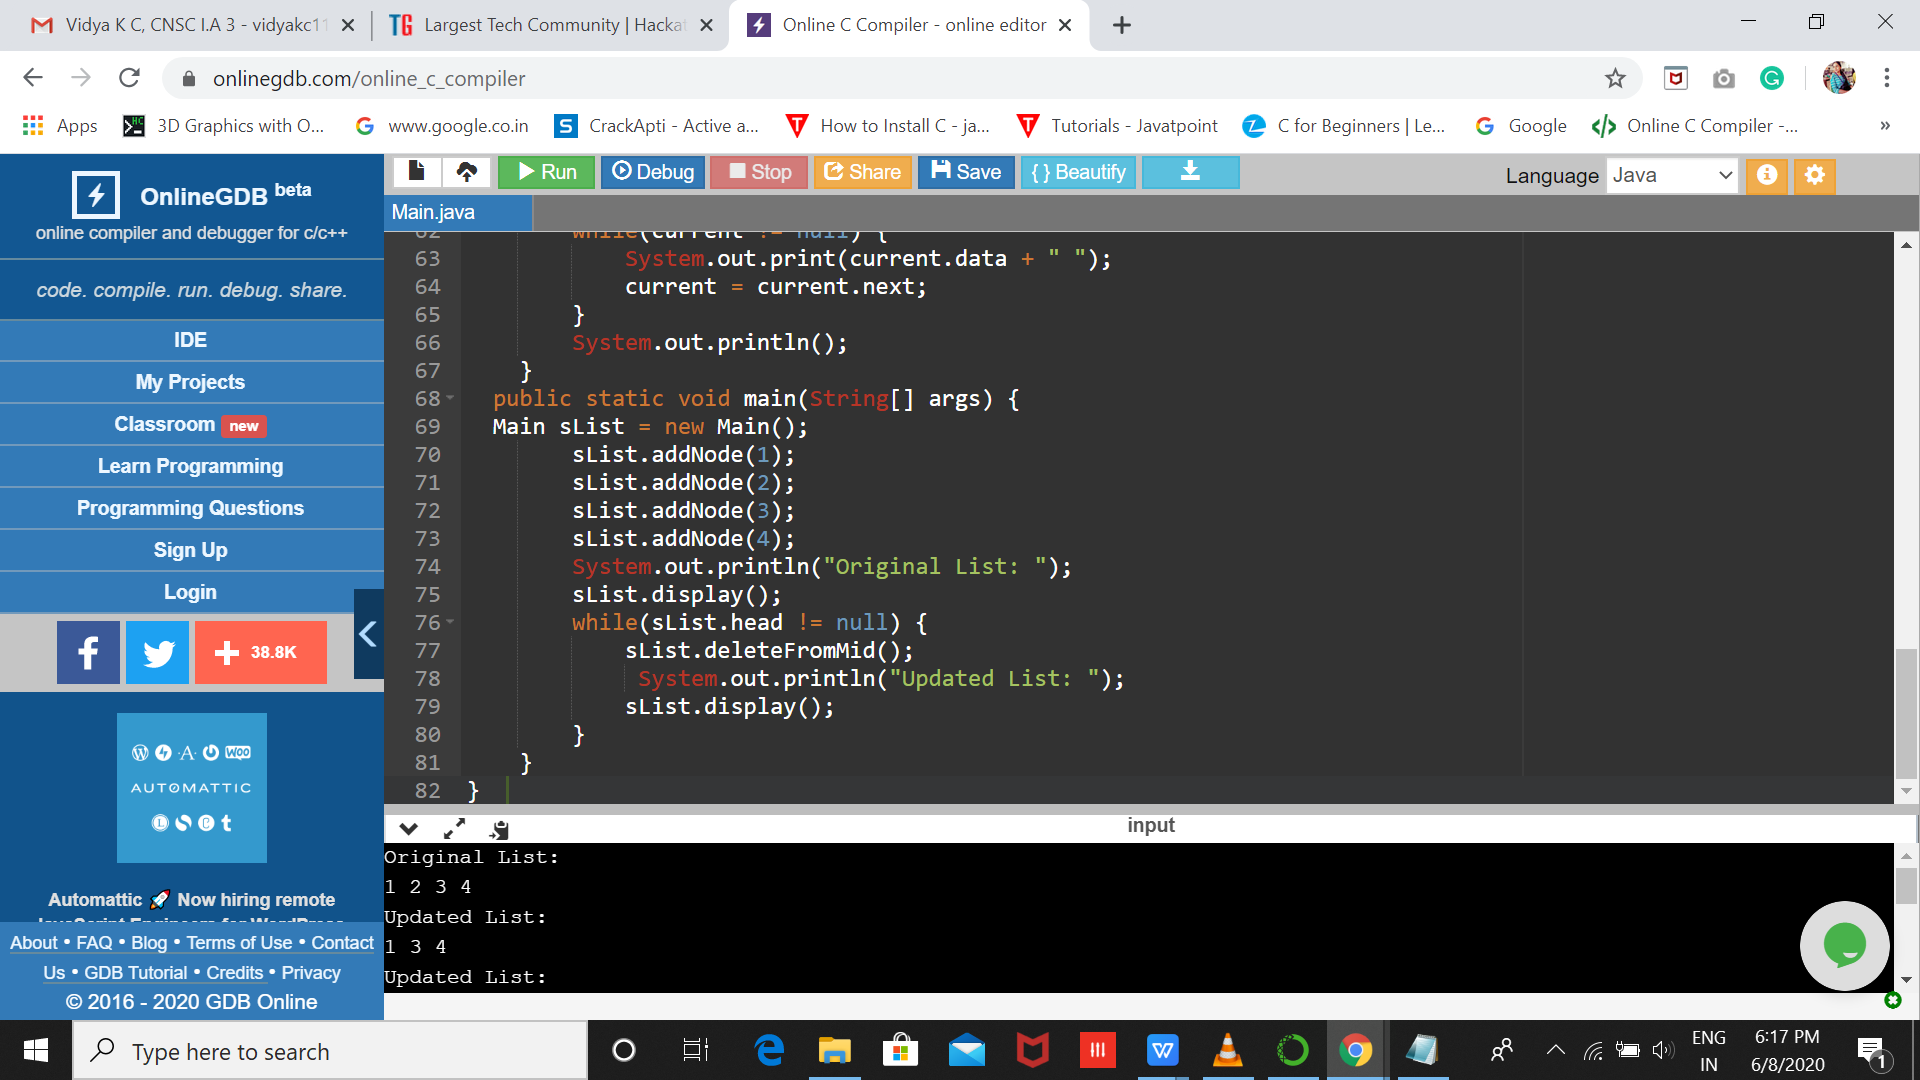 Vidya K C, CNSC I.A 3 - vidyakc11
TG Largest Tech Community | Hackat
Online C Compiler - online editor
onlinegdb.com/online_c_compiler
Apps
3D Graphics with O...
www.google.co.in
S CrackApti - Active a...
How to Install C - ja...
Tutorials - Javatpoint
C for Beginners | Le...
Google
Online C Compiler -...
»
OnlineGDB beta
online compiler and debugger for c/c++
code. compile. run. debug. share.
IDE
My Projects
Classroom new
Learn Programming
Programming Questions
Sign Up
Login
38.8K
WOO
AUTOMATTIC
Automattic 🚀 Now hiring remote
JavaScript Engineers for WordPress
About • FAQ • Blog • Terms of Use • Contact
Us • GDB Tutorial • Credits • Privacy
© 2016 - 2020 GDB Online
Run Debug Stop Share Save { } Beautify
Language Java
Main.java
62 while(current != null) {
63 System.out.print(current.data + " ");
64 current = current.next;
65 }
66 System.out.println();
67 }
68 public static void main(String[] args) {
69 Main sList = new Main();
70 sList.addNode(1);
71 sList.addNode(2);
72 sList.addNode(3);
73 sList.addNode(4);
74 System.out.println("Original List: ");
75 sList.display();
76 while(sList.head != null) {
77 sList.deleteFromMid();
78 System.out.println("Updated List: ");
79 sList.display();
80 }
81 }
82 }
input
Original List:
1 2 3 4
Updated List:
1 3 4
Updated List:
Type here to search
ENG
IN
6:17 PM
6/8/2020
1